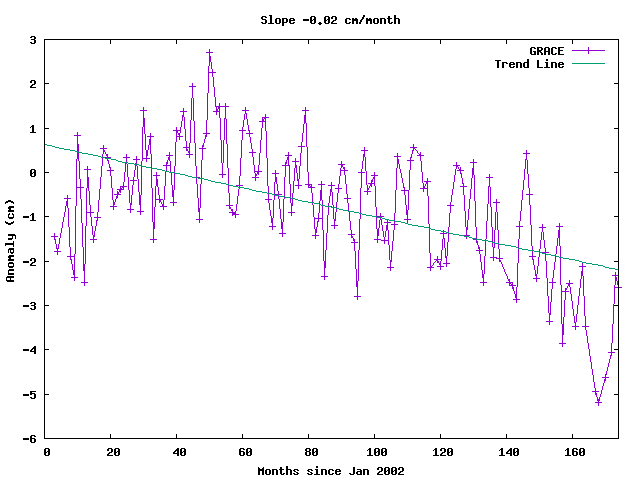 Slope -0.02 cm/month
GRACE
Trend Line
3
2
1
0
-1
-2
-3
-4
-5
-6
Anomaly (cm)
0 20 40 60 80 100 120 140 160
Months since Jan 2002